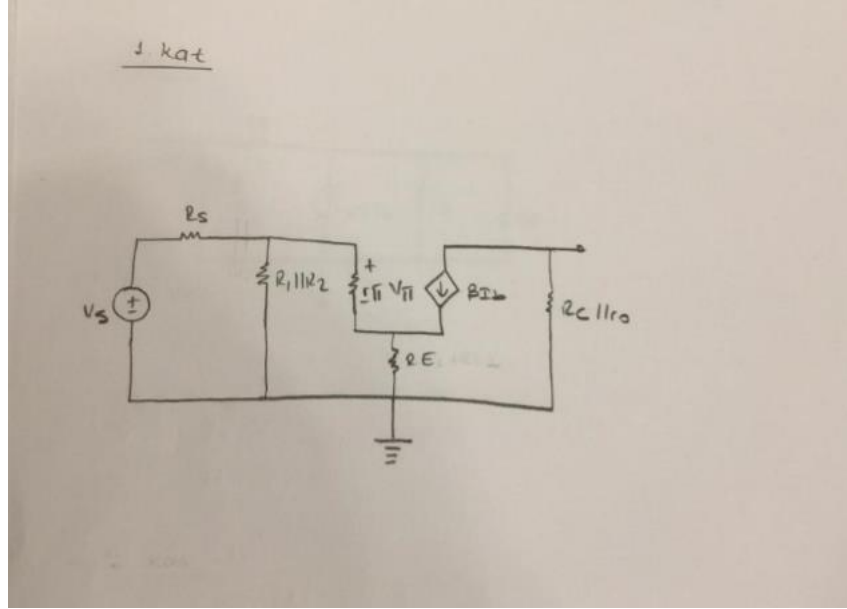 1. kat
Rs
R1||R2
+
rπ Vπ
βIb
Vs
±
RC||ro
RE